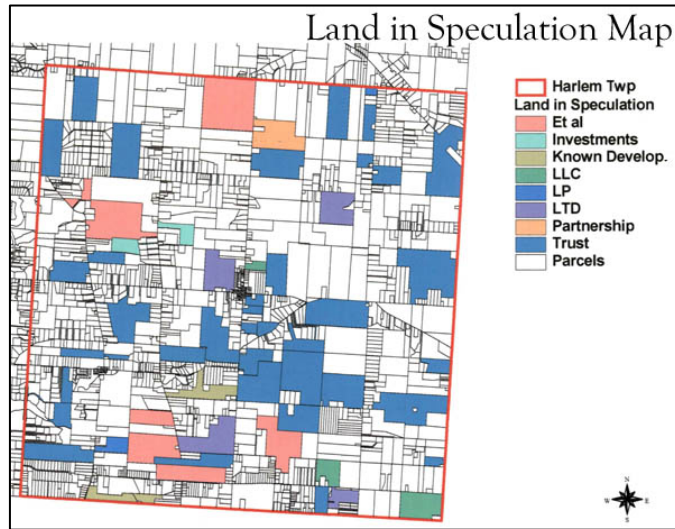 Land in Speculation Map
Harlem Twp
Land in Speculation
Et al
Investments
Known Develop.
LLC
LP
LTD
Partnership
Trust
Parcels
N
W E
S